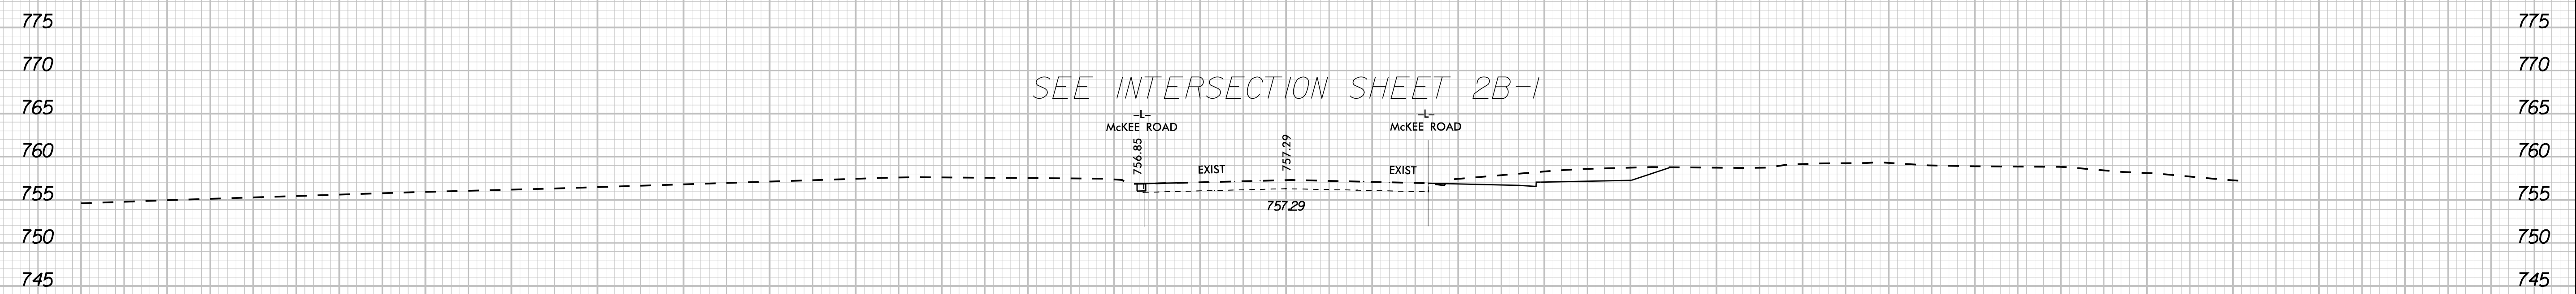 775 775
770 770
SEE INTERSECTION SHEET 2B-1
765 765
-L- -L-
McKEE ROAD McKEE ROAD
756.85 757.29
760 760
EXIST EXIST
755 755
757.29
750 750
745 745